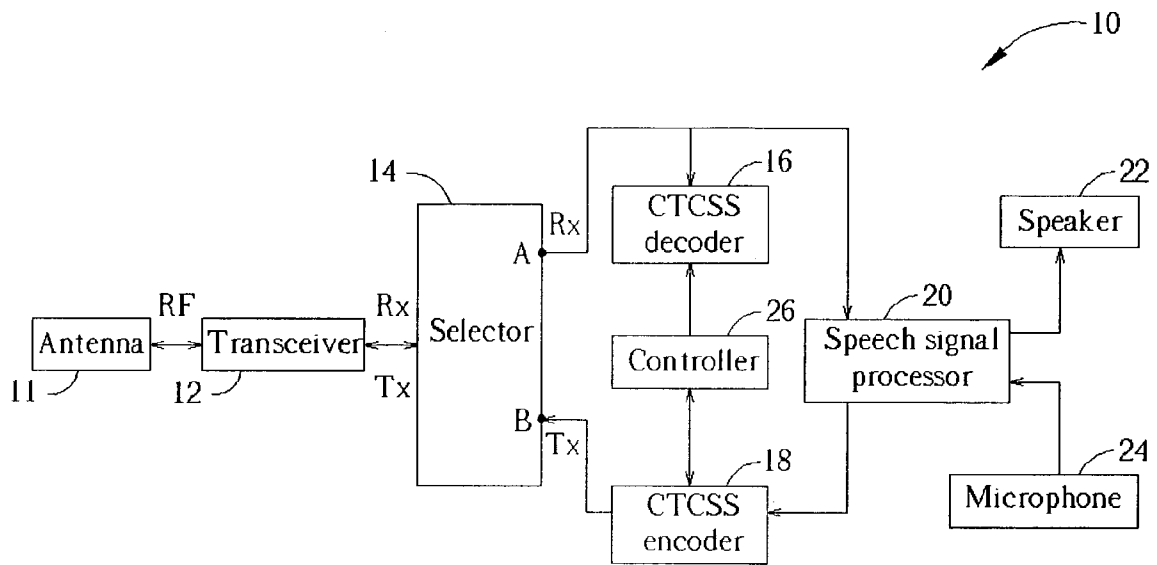 10
14
16
22
CTCSS
decoder
Speaker
Rx
A
RF
Rx
26
20
Antenna
Transceiver
Selector
Controller
Speech signal
processor
11
12
Tx
B
Tx
18
24
CTCSS
encoder
Microphone